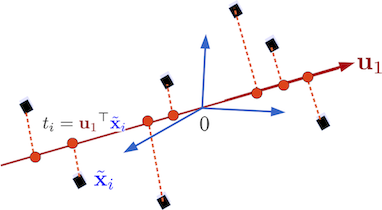 u₁
tᵢ = u₁ᵀx̃ᵢ
0
x̃ᵢ